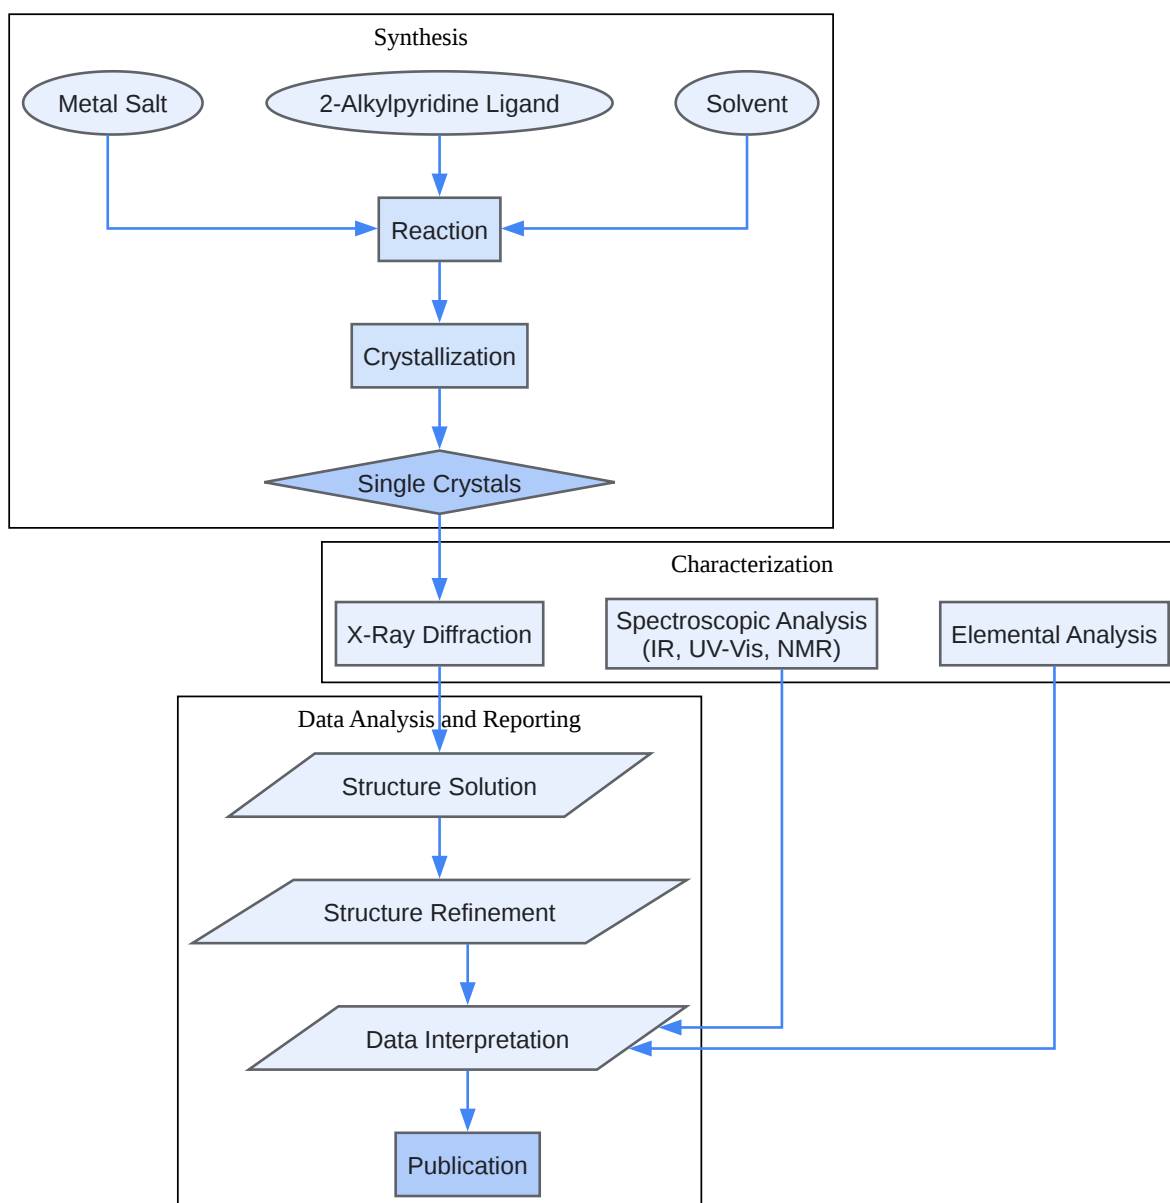 Synthesis
Metal Salt
2-Alkylpyridine Ligand
Solvent
Reaction
Crystallization
Single Crystals
Characterization
X-Ray Diffraction
Spectroscopic Analysis
(IR, UV-Vis, NMR)
Elemental Analysis
Data Analysis and Reporting
Structure Solution
Structure Refinement
Data Interpretation
Publication